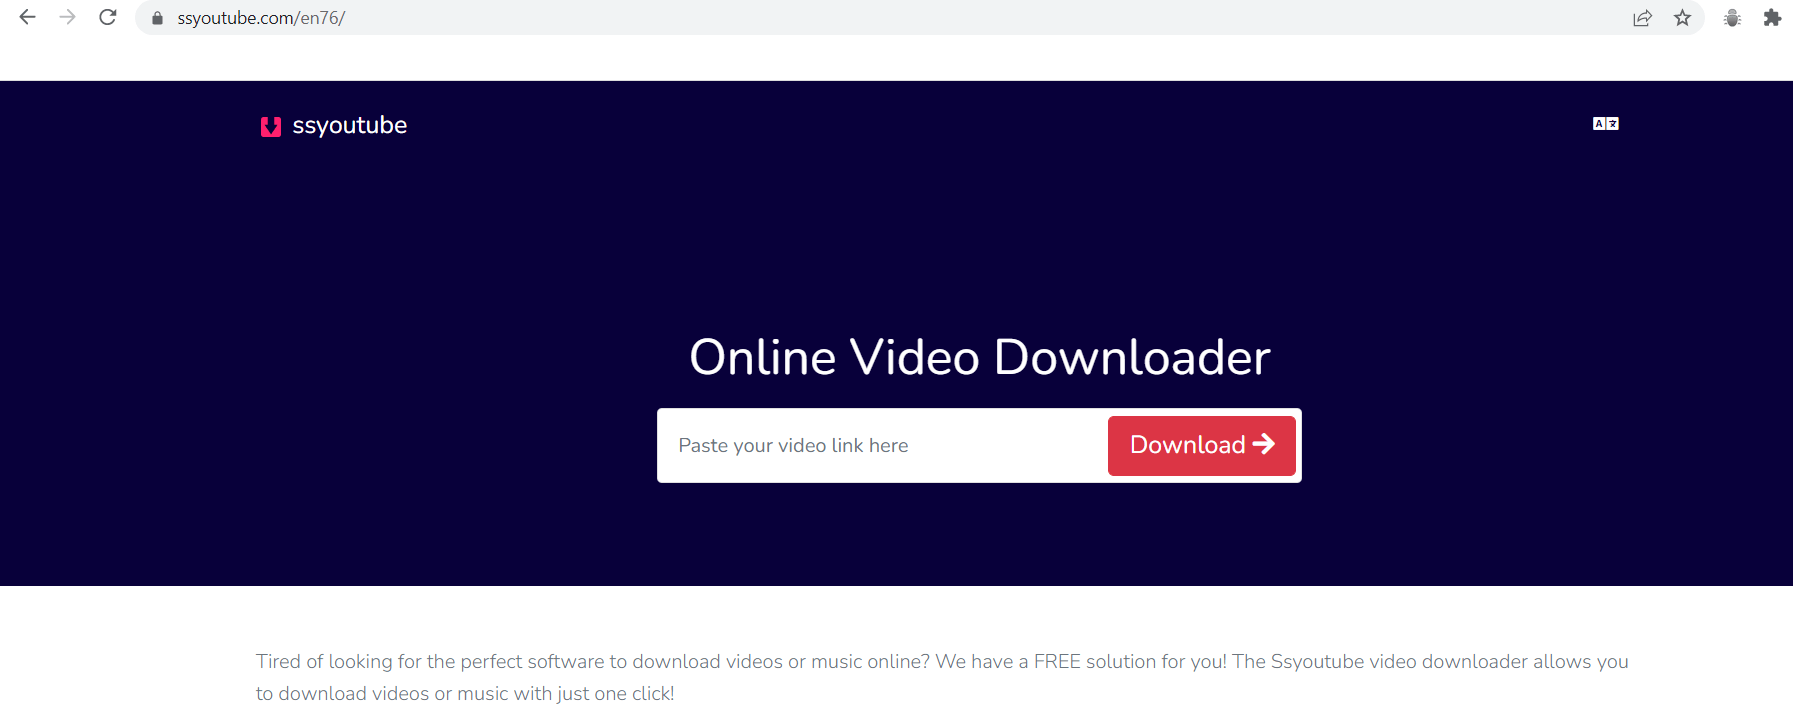 ssyoutube.com/en76/
ssyoutube
A 文
Online Video Downloader
Paste your video link here
Download
Tired of looking for the perfect software to download videos or music online? We have a FREE solution for you! The Ssyoutube video downloader allows you
to download videos or music with just one click!